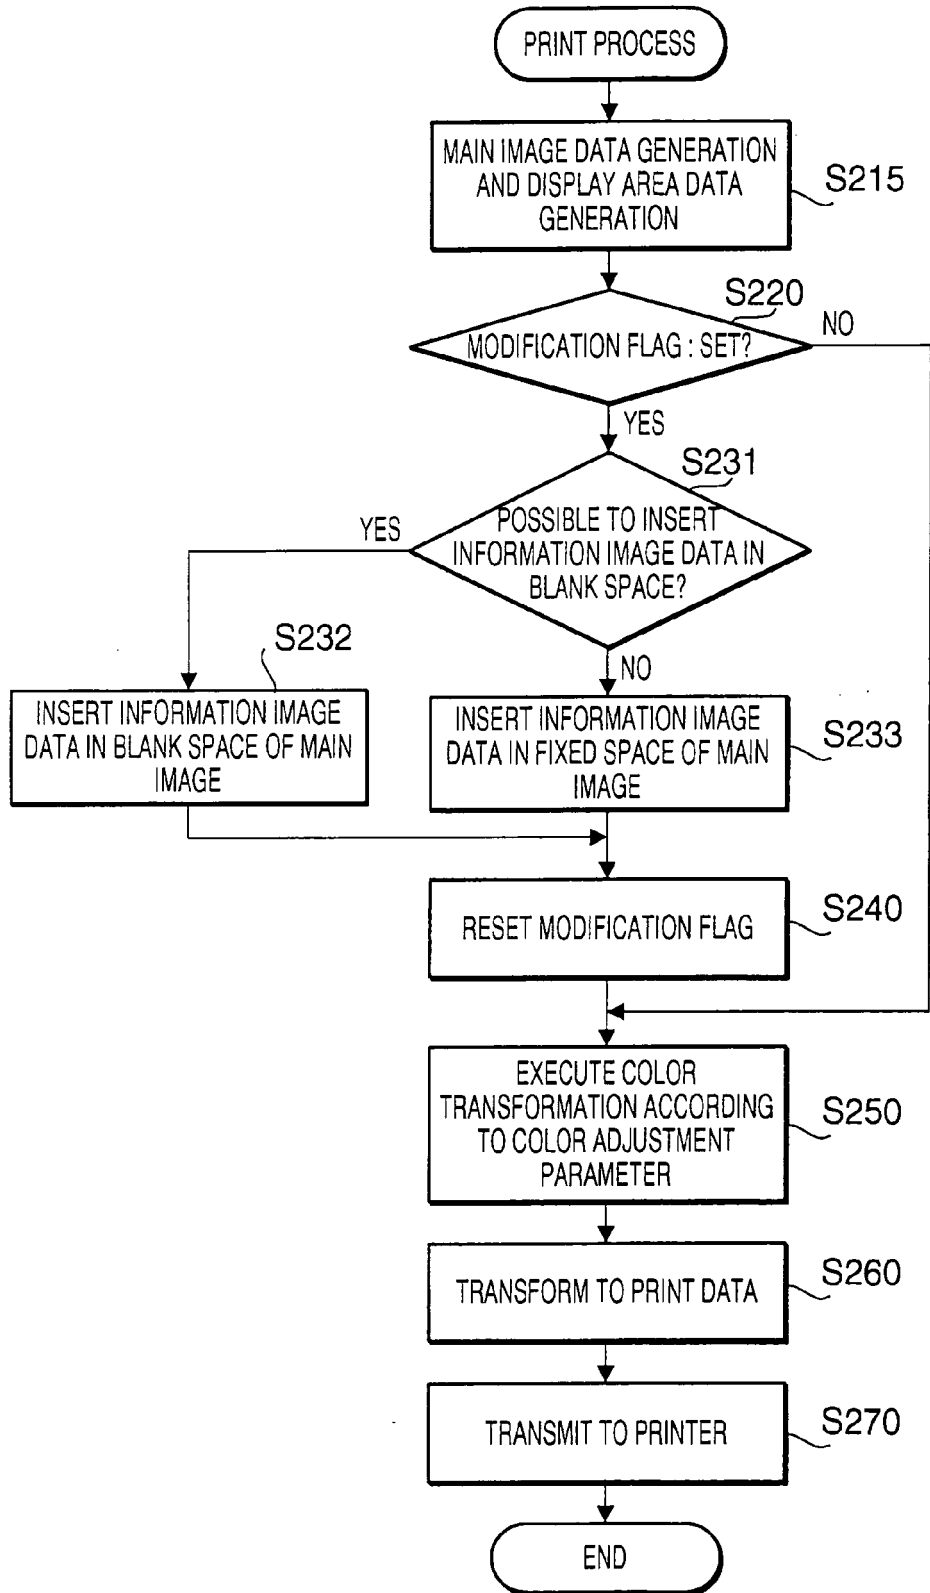 PRINT PROCESS
MAIN IMAGE DATA GENERATION
AND DISPLAY AREA DATA
GENERATION
S215
S220
MODIFICATION FLAG : SET?
NO
YES
S231
POSSIBLE TO INSERT
INFORMATION IMAGE DATA IN
BLANK SPACE?
YES
NO
S232
INSERT INFORMATION IMAGE
DATA IN BLANK SPACE OF MAIN
IMAGE
INSERT INFORMATION IMAGE
DATA IN FIXED SPACE OF MAIN
IMAGE
S233
RESET MODIFICATION FLAG
S240
EXECUTE COLOR
TRANSFORMATION ACCORDING
TO COLOR ADJUSTMENT
PARAMETER
S250
TRANSFORM TO PRINT DATA
S260
TRANSMIT TO PRINTER
S270
END